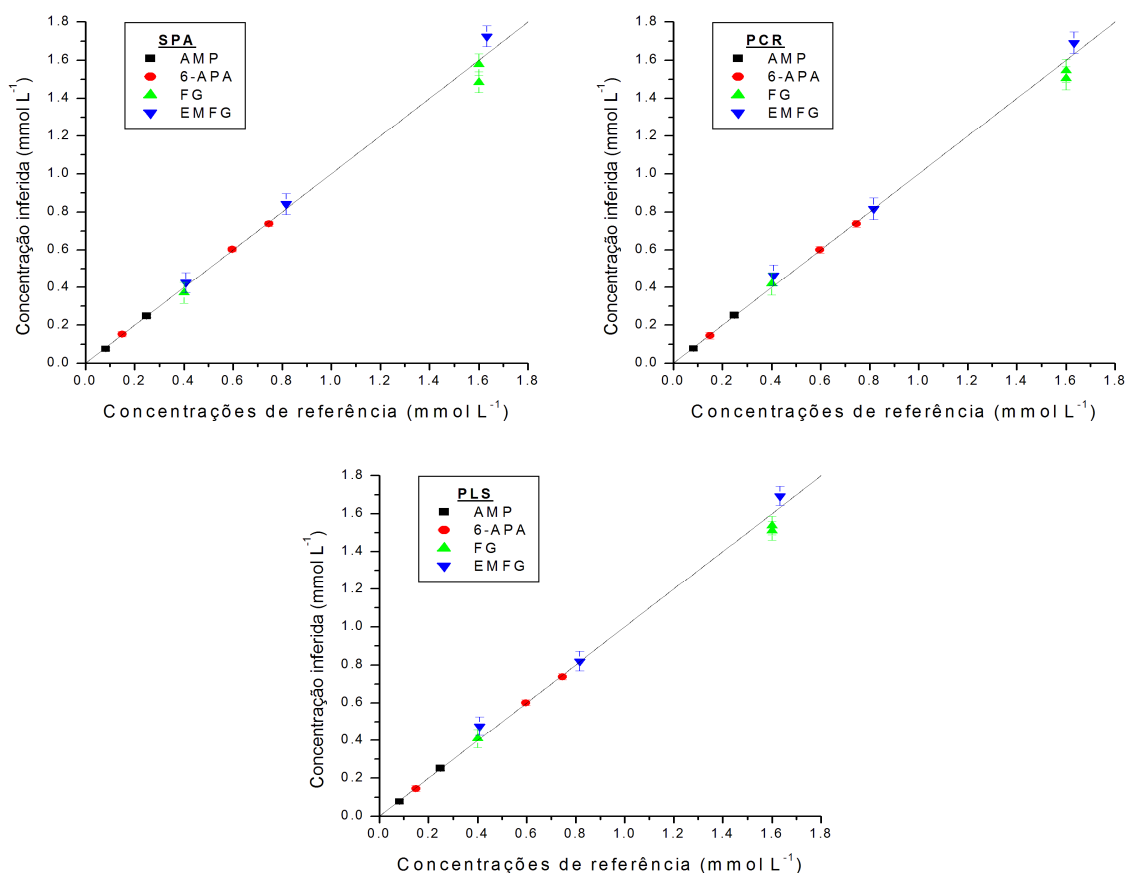 SPA
AMP
6-APA
FG
EMFG
Concentração inferida (mmol L⁻¹)
1.8
1.6
1.4
1.2
1.0
0.8
0.6
0.4
0.2
0.0
0.0 0.2 0.4 0.6 0.8 1.0 1.2 1.4 1.6 1.8
Concentrações de referência (mmol L⁻¹)
PCR
AMP
6-APA
FG
EMFG
Concentração inferida (mmol L⁻¹)
1.8
1.6
1.4
1.2
1.0
0.8
0.6
0.4
0.2
0.0
0.0 0.2 0.4 0.6 0.8 1.0 1.2 1.4 1.6 1.8
Concentrações de referência (mmol L⁻¹)
PLS
AMP
6-APA
FG
EMFG
Concentração inferida (mmol L⁻¹)
1.8
1.6
1.4
1.2
1.0
0.8
0.6
0.4
0.2
0.0
0.0 0.2 0.4 0.6 0.8 1.0 1.2 1.4 1.6 1.8
Concentrações de referência (mmol L⁻¹)